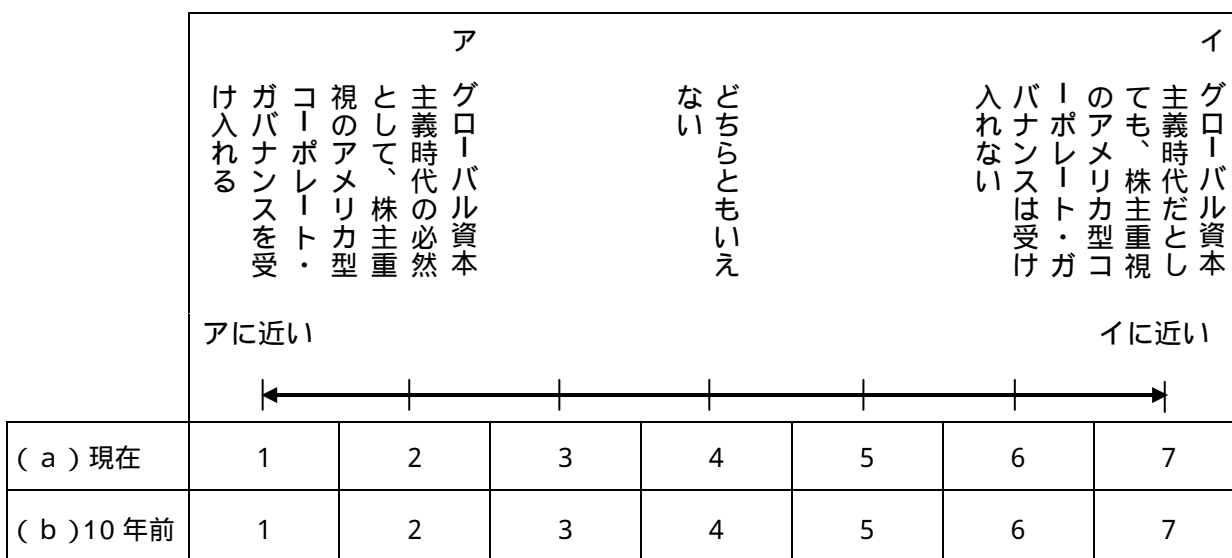 ア グローバル資本
主義時代の必然
として、株主重
視のアメリカ型
コーポレート・
ガバナンスを受
け入れる
どちらともいえ
ない
イ グローバル資本
主義時代だとし
ても、株主重視
のアメリカ型コ
ーポレート・ガ
バナンスは受け
入れない
アに近い イに近い
(a)現在 1 2 3 4 5 6 7
(b)10年前 1 2 3 4 5 6 7